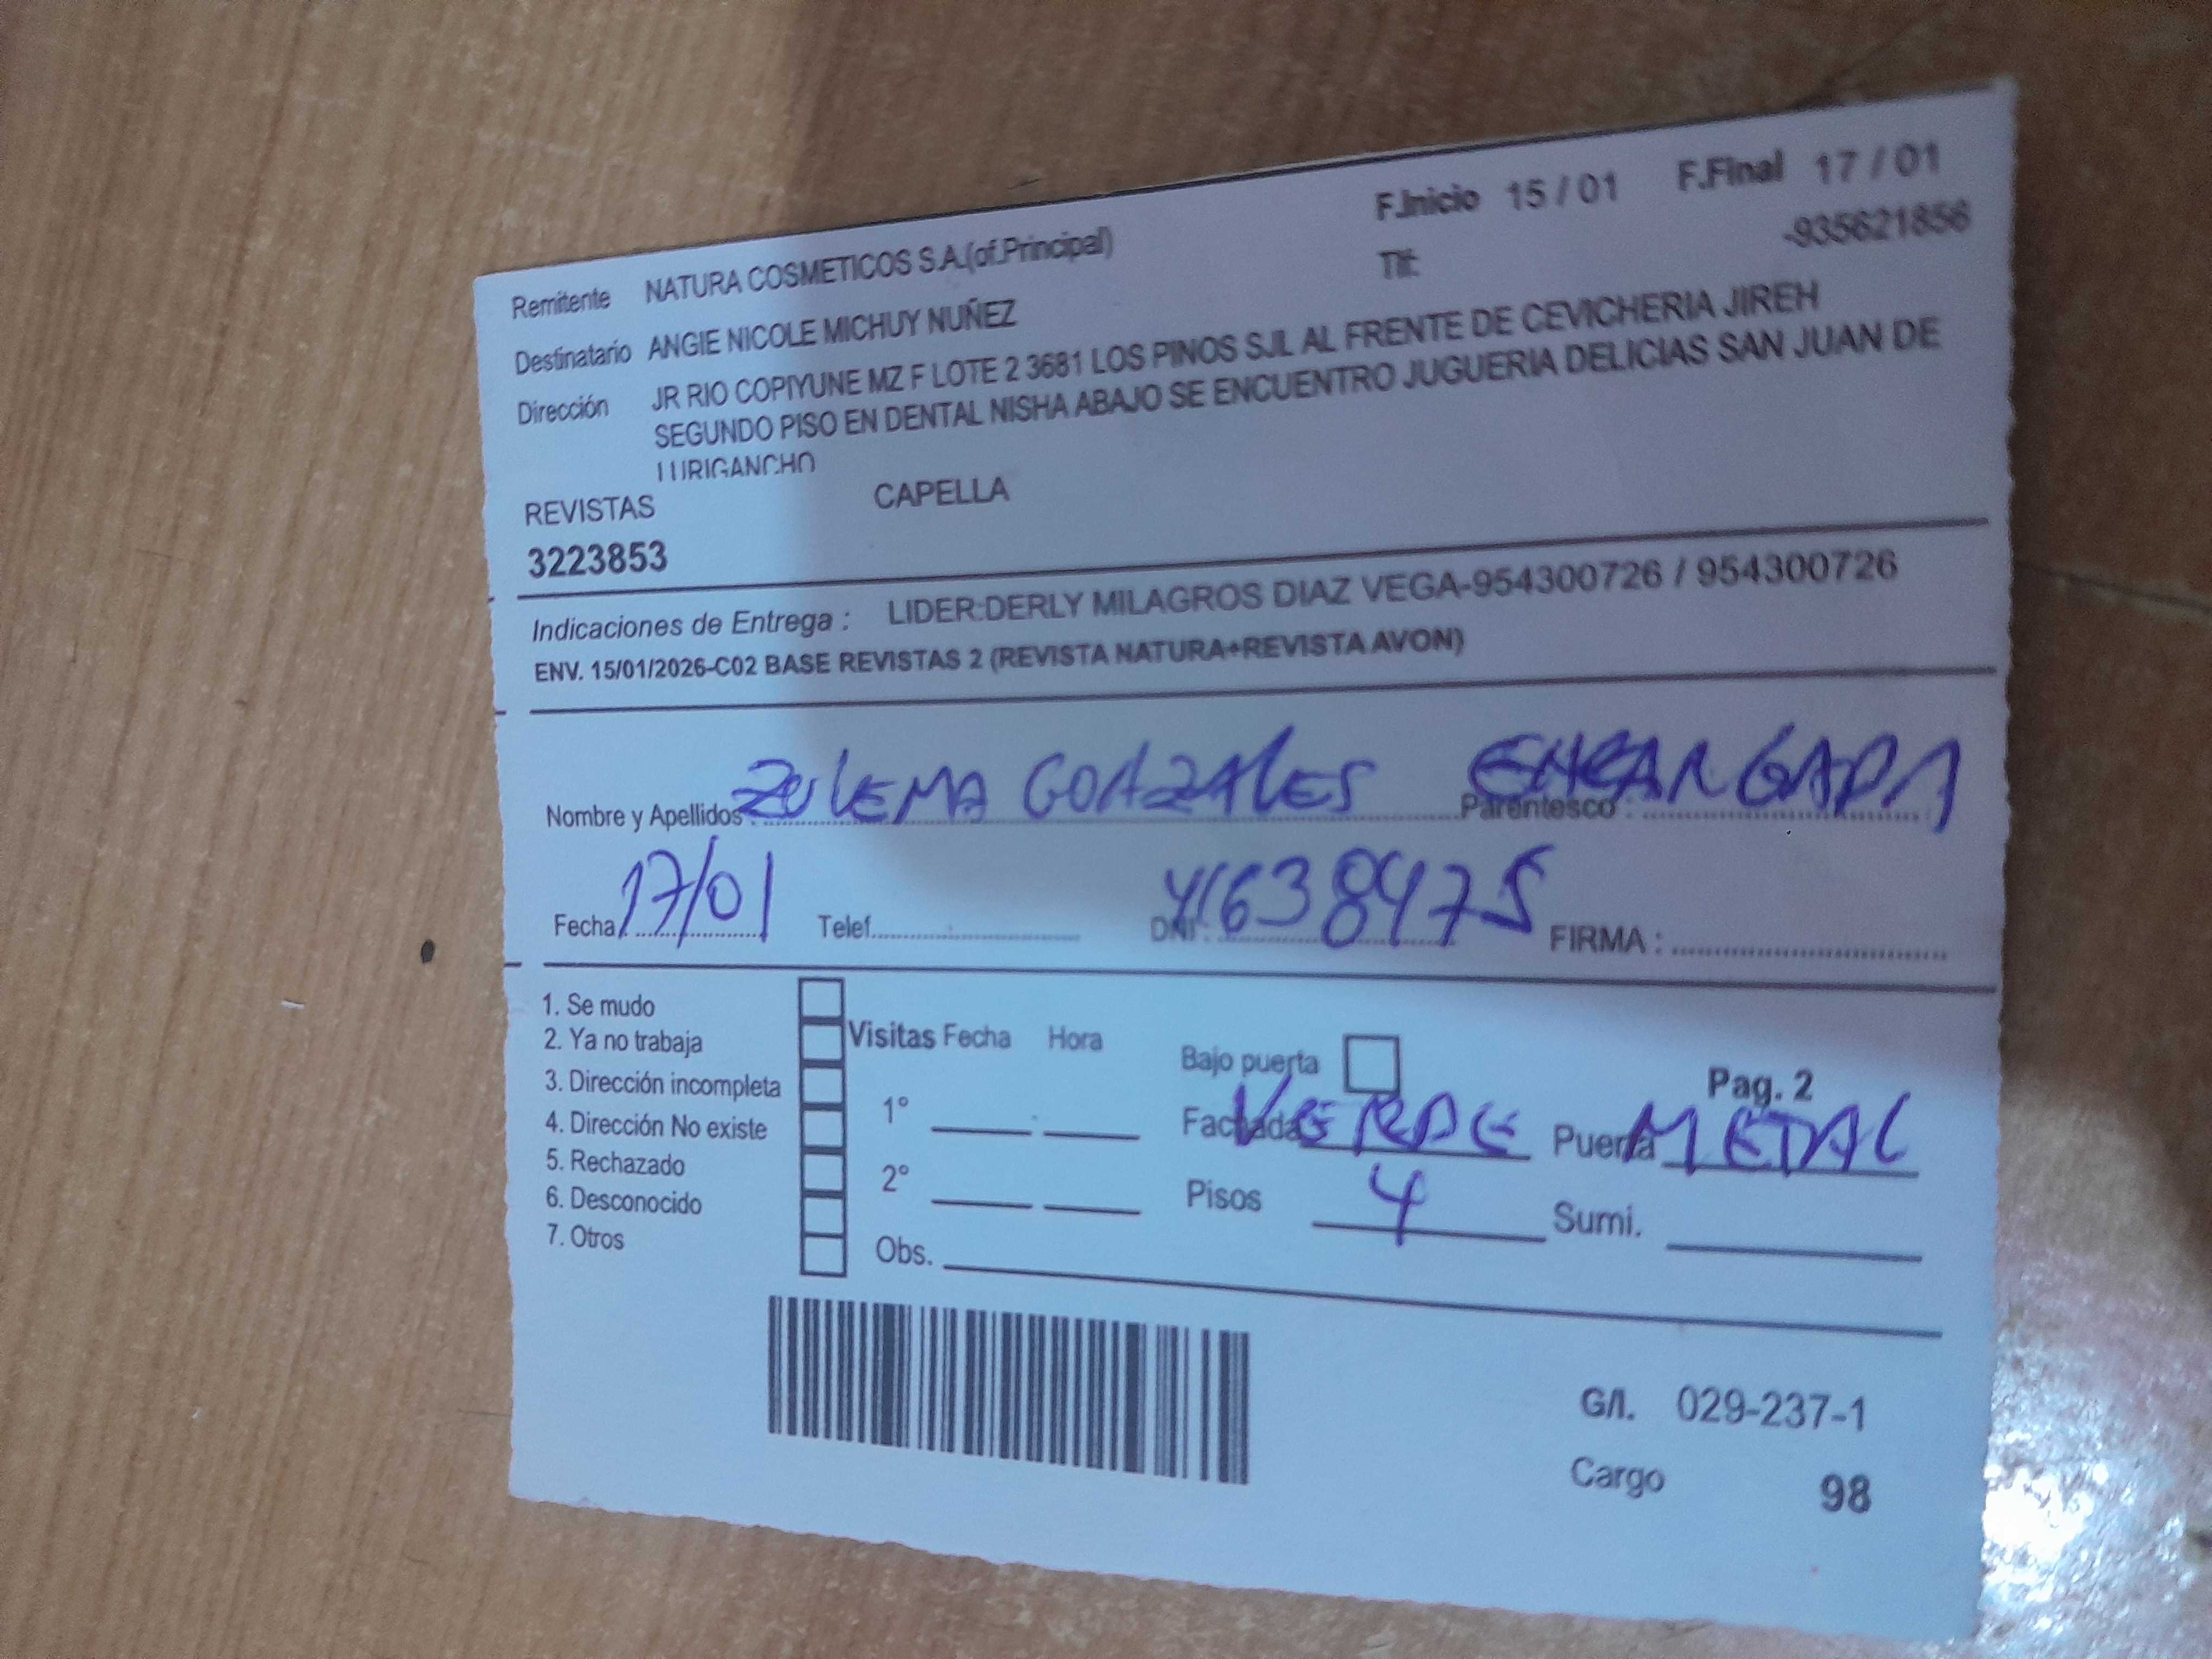 F.Inicio 15 / 01 F.Final 17 / 01
Remitente NATURA COSMETICOS S.A.(of.Principal) Tlf: -935621856
Destinatario ANGIE NICOLE MICHUY NUÑEZ
Dirección JR RIO COPIYUNE MZ F LOTE 2 3681 LOS PINOS SJL AL FRENTE DE CEVICHERIA JIREH
SEGUNDO PISO EN DENTAL NISHA ABAJO SE ENCUENTRO JUGUERIA DELICIAS SAN JUAN DE
LURIGANCHO
REVISTAS CAPELLA
3223853
Indicaciones de Entrega : LIDER:DERLY MILAGROS DIAZ VEGA-954300726 / 954300726
ENV. 15/01/2026-C02 BASE REVISTAS 2 (REVISTA NATURA+REVISTA AVON)
Nombre y Apellidos : ZULEMA GONZALES Parentesco : ENCARGADA
Fecha : 17/01 Telef. DNI : 41638475 FIRMA :
1. Se mudo
2. Ya no trabaja
3. Dirección incompleta
4. Dirección No existe
5. Rechazado
6. Desconocido
7. Otros
Visitas Fecha Hora
1°
2°
Obs.
Bajo puerta Pag. 2
Fachada VERDE Puerta METAL
Pisos 4 Sumi.
G/I. 029-237-1
Cargo 98